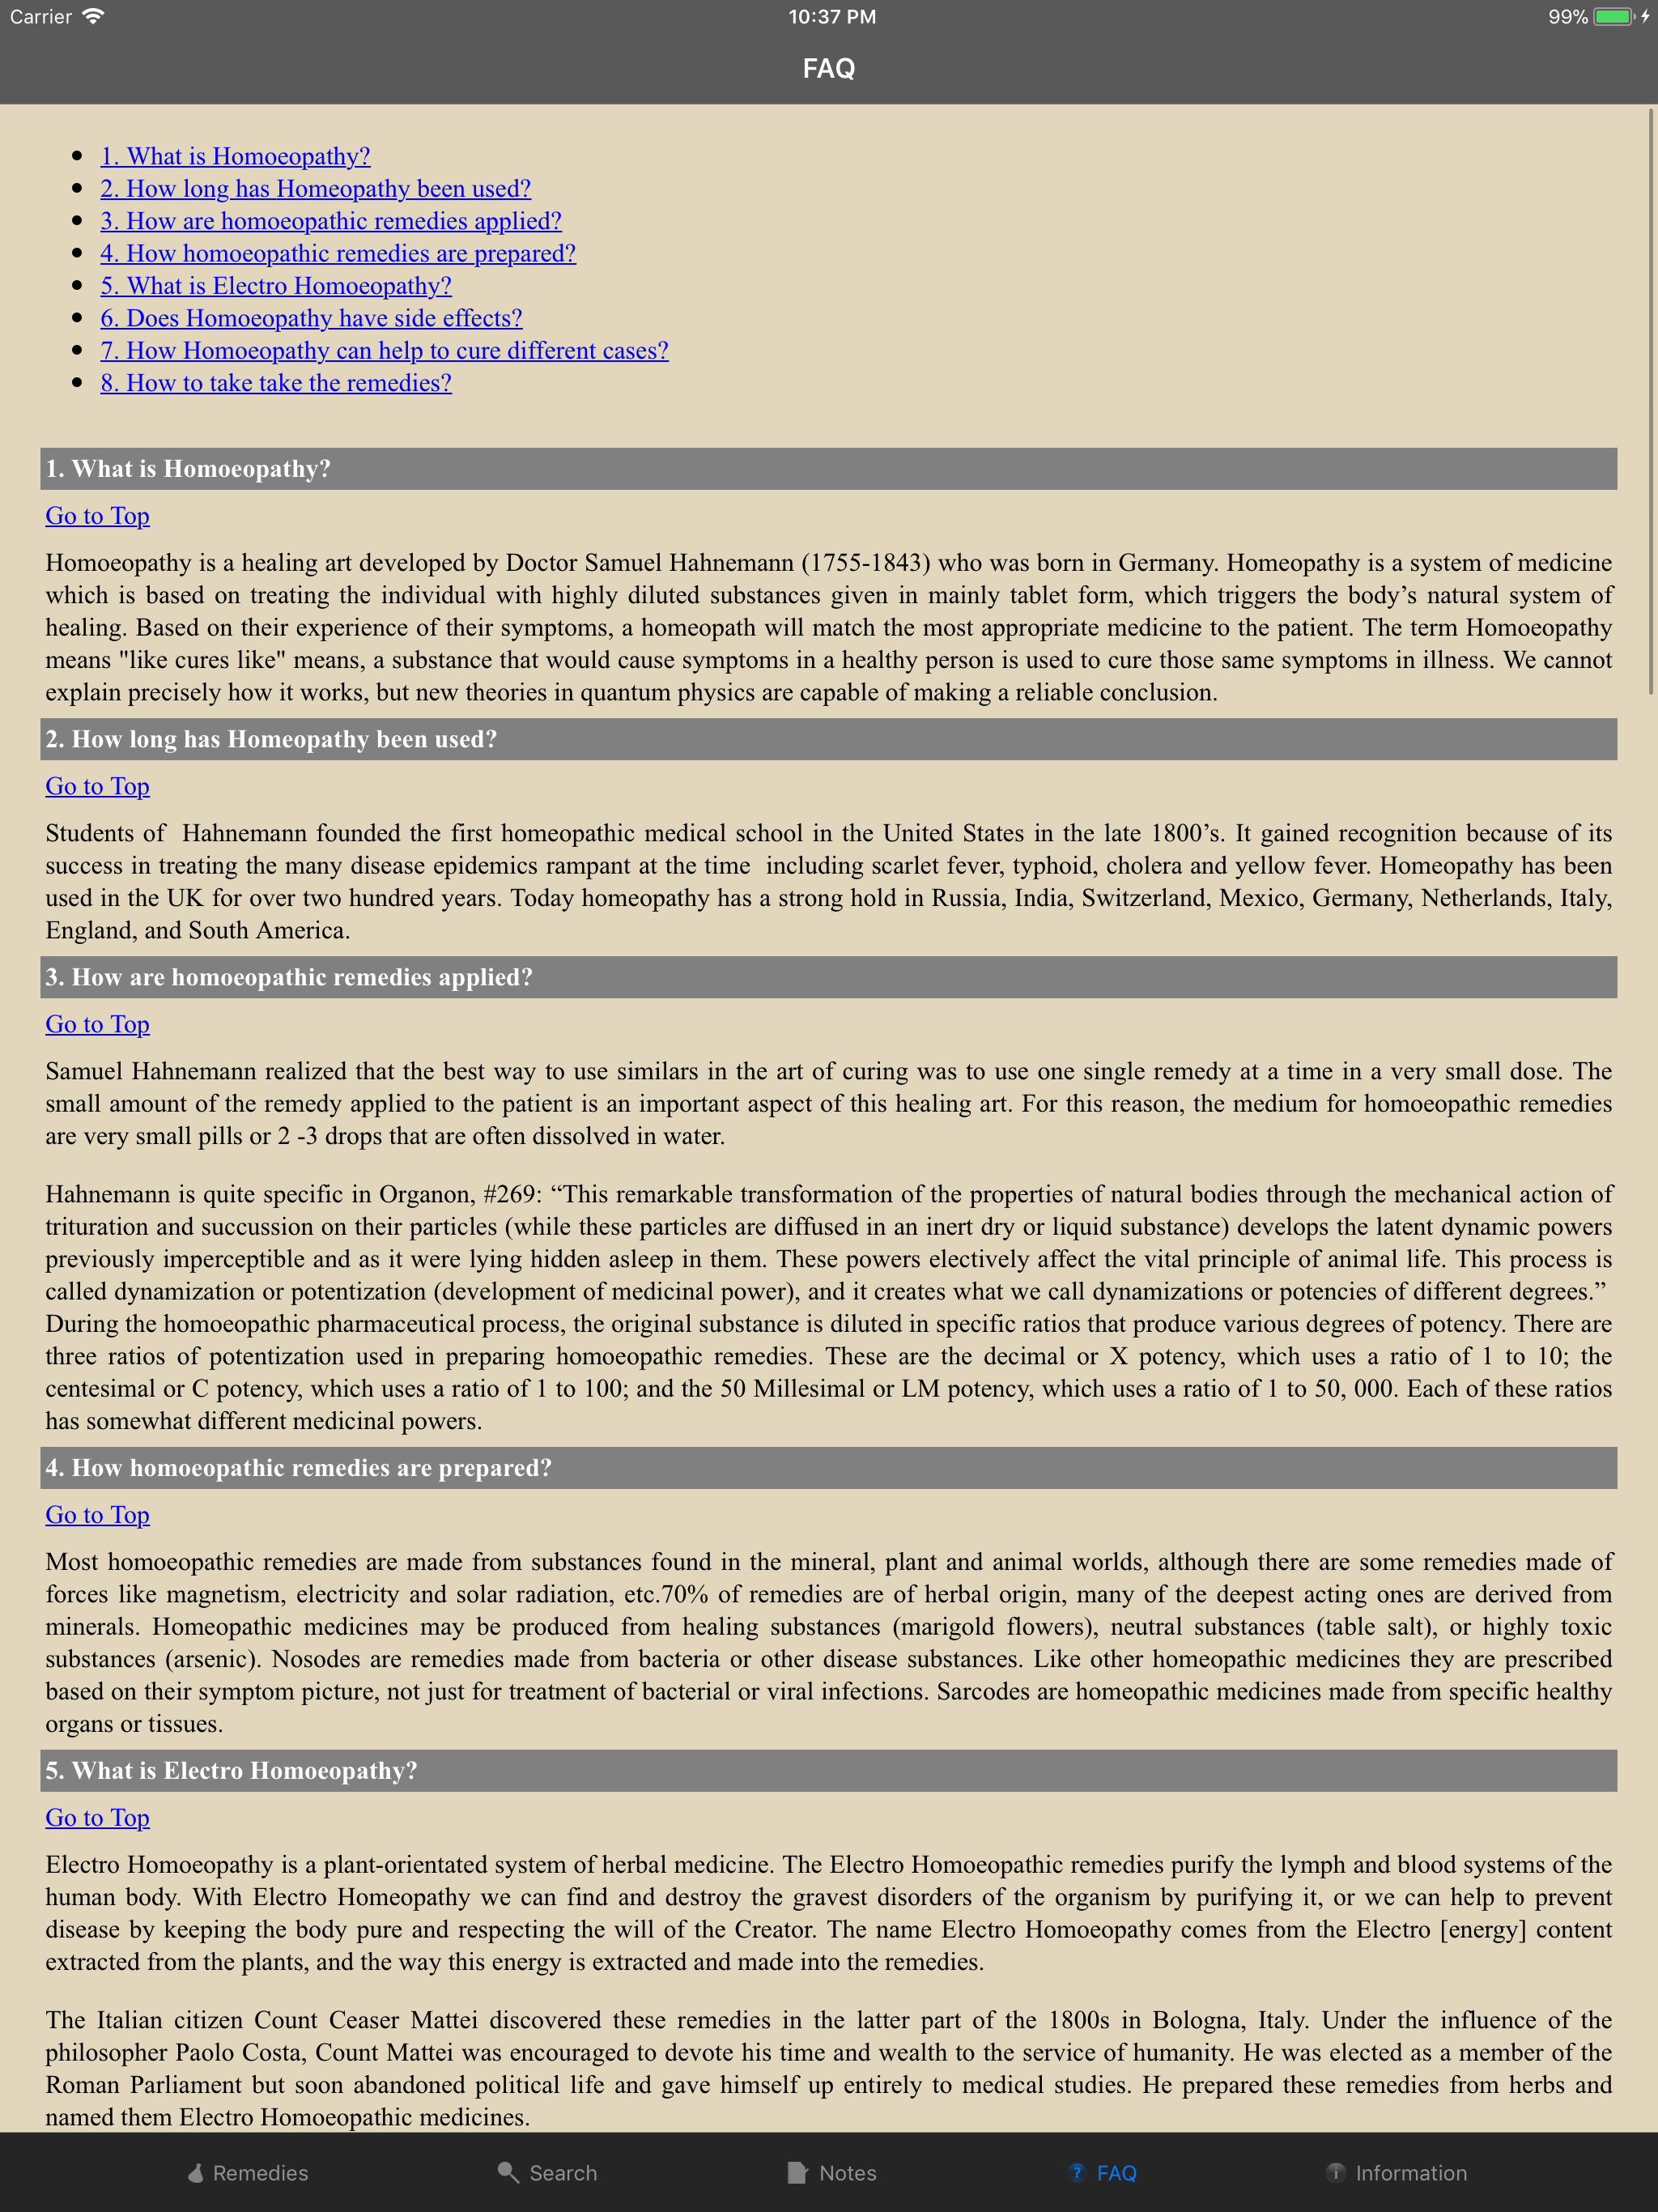 Carrier 10:37 PM 99%
FAQ
1. What is Homoeopathy?
2. How long has Homeopathy been used?
3. How are homoeopathic remedies applied?
4. How homoeopathic remedies are prepared?
5. What is Electro Homoeopathy?
6. Does Homoeopathy have side effects?
7. How Homoeopathy can help to cure different cases?
8. How to take take the remedies?
1. What is Homoeopathy?
Go to Top
Homoeopathy is a healing art developed by Doctor Samuel Hahnemann (1755-1843) who was born in Germany. Homeopathy is a system of medicine
which is based on treating the individual with highly diluted substances given in mainly tablet form, which triggers the body’s natural system of
healing. Based on their experience of their symptoms, a homeopath will match the most appropriate medicine to the patient. The term Homoeopathy
means "like cures like" means, a substance that would cause symptoms in a healthy person is used to cure those same symptoms in illness. We cannot
explain precisely how it works, but new theories in quantum physics are capable of making a reliable conclusion.
2. How long has Homeopathy been used?
Go to Top
Students of Hahnemann founded the first homeopathic medical school in the United States in the late 1800’s. It gained recognition because of its
success in treating the many disease epidemics rampant at the time including scarlet fever, typhoid, cholera and yellow fever. Homeopathy has been
used in the UK for over two hundred years. Today homeopathy has a strong hold in Russia, India, Switzerland, Mexico, Germany, Netherlands, Italy,
England, and South America.
3. How are homoeopathic remedies applied?
Go to Top
Samuel Hahnemann realized that the best way to use similars in the art of curing was to use one single remedy at a time in a very small dose. The
small amount of the remedy applied to the patient is an important aspect of this healing art. For this reason, the medium for homoeopathic remedies
are very small pills or 2 -3 drops that are often dissolved in water.
Hahnemann is quite specific in Organon, #269: “This remarkable transformation of the properties of natural bodies through the mechanical action of
trituration and succussion on their particles (while these particles are diffused in an inert dry or liquid substance) develops the latent dynamic powers
previously imperceptible and as it were lying hidden asleep in them. These powers electively affect the vital principle of animal life. This process is
called dynamization or potentization (development of medicinal power), and it creates what we call dynamizations or potencies of different degrees.”
During the homoeopathic pharmaceutical process, the original substance is diluted in specific ratios that produce various degrees of potency. There are
three ratios of potentization used in preparing homoeopathic remedies. These are the decimal or X potency, which uses a ratio of 1 to 10; the
centesimal or C potency, which uses a ratio of 1 to 100; and the 50 Millesimal or LM potency, which uses a ratio of 1 to 50, 000. Each of these ratios
has somewhat different medicinal powers.
4. How homoeopathic remedies are prepared?
Go to Top
Most homoeopathic remedies are made from substances found in the mineral, plant and animal worlds, although there are some remedies made of
forces like magnetism, electricity and solar radiation, etc.70% of remedies are of herbal origin, many of the deepest acting ones are derived from
minerals. Homeopathic medicines may be produced from healing substances (marigold flowers), neutral substances (table salt), or highly toxic
substances (arsenic). Nosodes are remedies made from bacteria or other disease substances. Like other homeopathic medicines they are prescribed
based on their symptom picture, not just for treatment of bacterial or viral infections. Sarcodes are homeopathic medicines made from specific healthy
organs or tissues.
5. What is Electro Homoeopathy?
Go to Top
Electro Homoeopathy is a plant-orientated system of herbal medicine. The Electro Homoeopathic remedies purify the lymph and blood systems of the
human body. With Electro Homeopathy we can find and destroy the gravest disorders of the organism by purifying it, or we can help to prevent
disease by keeping the body pure and respecting the will of the Creator. The name Electro Homoeopathy comes from the Electro [energy] content
extracted from the plants, and the way this energy is extracted and made into the remedies.
The Italian citizen Count Ceaser Mattei discovered these remedies in the latter part of the 1800s in Bologna, Italy. Under the influence of the
philosopher Paolo Costa, Count Mattei was encouraged to devote his time and wealth to the service of humanity. He was elected as a member of the
Roman Parliament but soon abandoned political life and gave himself up entirely to medical studies. He prepared these remedies from herbs and
named them Electro Homoeopathic medicines.
Remedies Search Notes FAQ Information